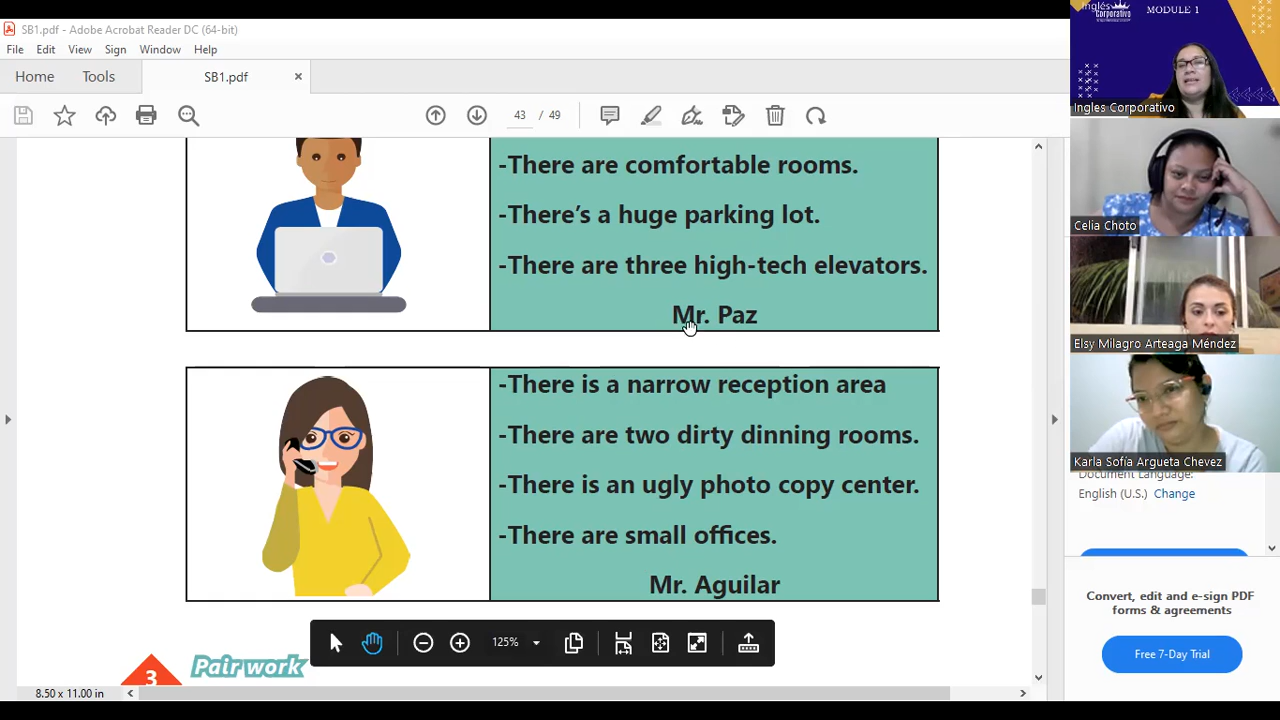 SB1.pdf - Adobe Acrobat Reader DC (64-bit)
File Edit View Sign Window Help
Home Tools SB1.pdf ×
43 / 49
-There are comfortable rooms.
-There's a huge parking lot.
-There are three high-tech elevators.
Mr. Paz
-There is a narrow reception area
-There are two dirty dinning rooms.
-There is an ugly photo copy center.
-There are small offices.
Mr. Aguilar
3 Pair work
125%
8.50 x 11.00 in
Inglés Corporativo
MODULE 1
Ingles Corporativo
Celia Choto
Elsy Milagro Arteaga Méndez
Karla Sofía Argueta Chevez
Document Language:
English (U.S.) Change
Convert, edit and e-sign PDF
forms & agreements
Free 7-Day Trial